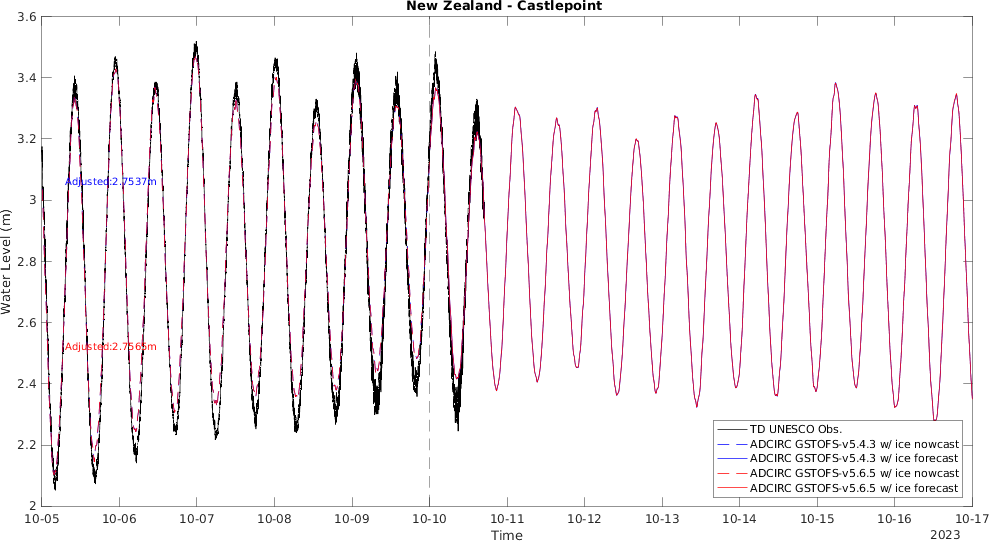 New Zealand - Castlepoint
3.6
3.4
3.2
3
2.8
2.6
2.4
2.2
2
Water Level (m)
Adjusted:2.7537m
Adjusted:2.7565m
TD UNESCO Obs.
ADCIRC GSTOFS-v5.4.3 w/ ice nowcast
ADCIRC GSTOFS-v5.4.3 w/ ice forecast
ADCIRC GSTOFS-v5.6.5 w/ ice nowcast
ADCIRC GSTOFS-v5.6.5 w/ ice forecast
10-05 10-06 10-07 10-08 10-09 10-10 10-11 10-12 10-13 10-14 10-15 10-16 10-17
Time
2023